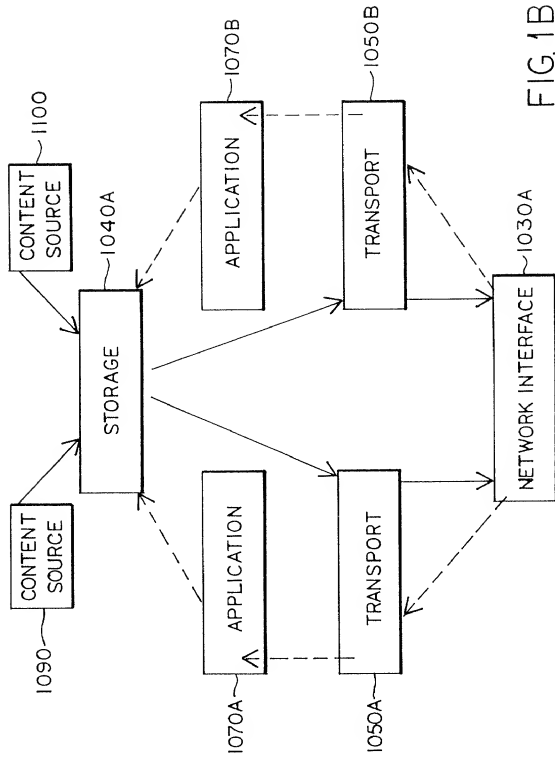 1090
CONTENT
SOURCE
CONTENT
SOURCE
1100
STORAGE
1040A
1070A
APPLICATION
APPLICATION
1070B
1050A
TRANSPORT
TRANSPORT
1050B
NETWORK INTERFACE
1030A
FIG. 1B